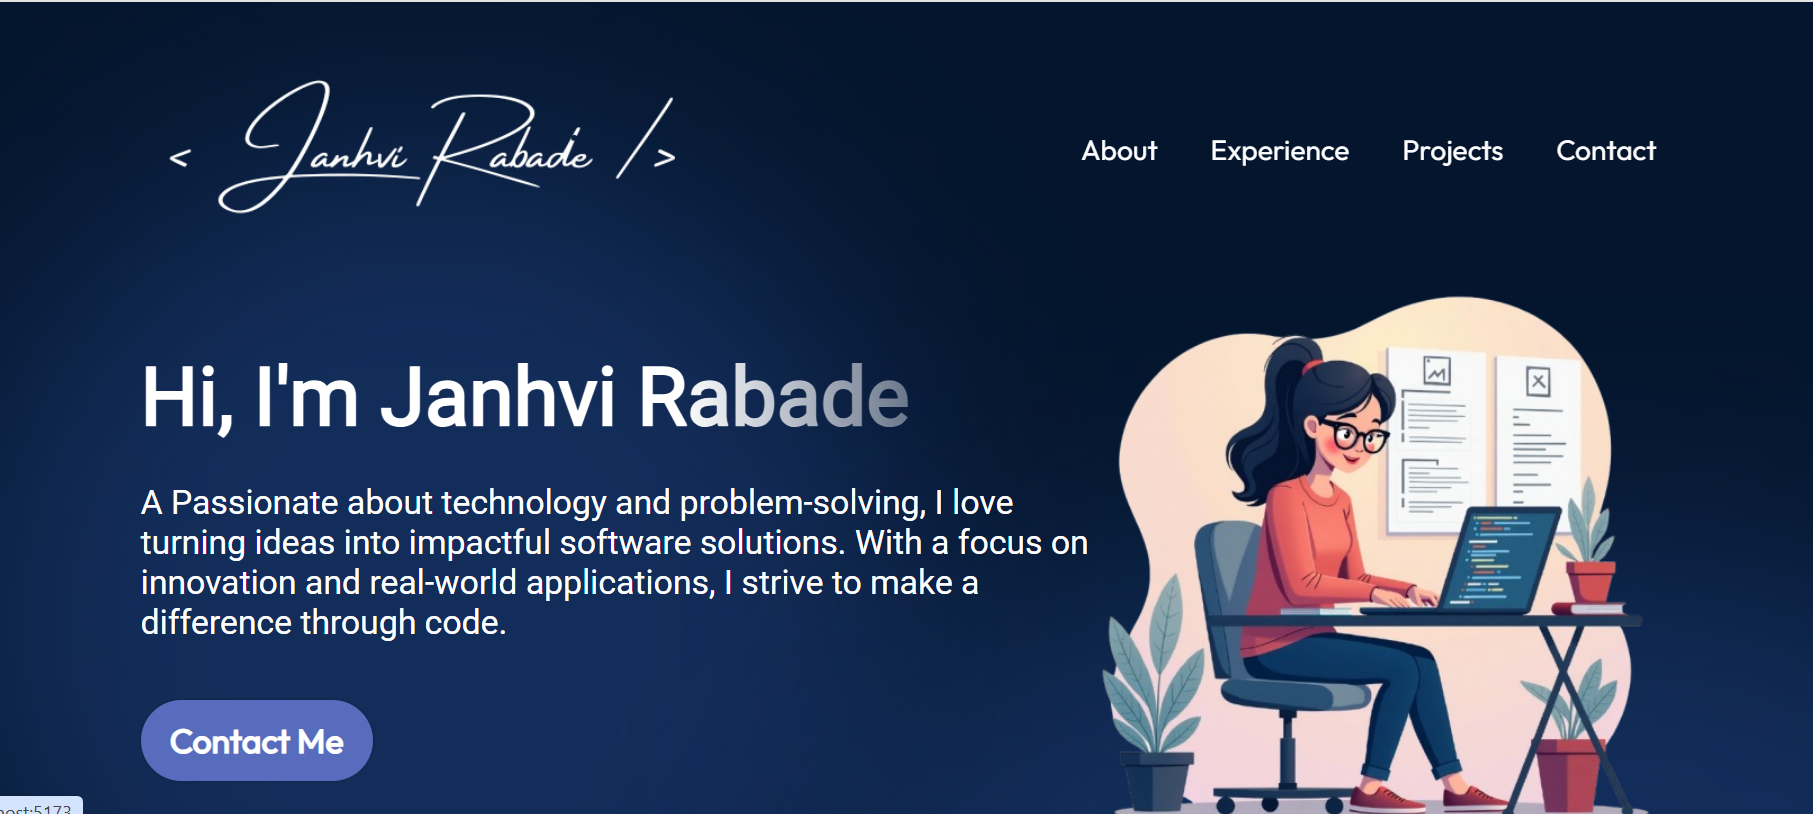 < Janhvi Rabade />
About Experience Projects Contact
Hi, I'm Janhvi Rabade
A Passionate about technology and problem-solving, I love
turning ideas into impactful software solutions. With a focus on
innovation and real-world applications, I strive to make a
difference through code.
Contact Me
ost:5173